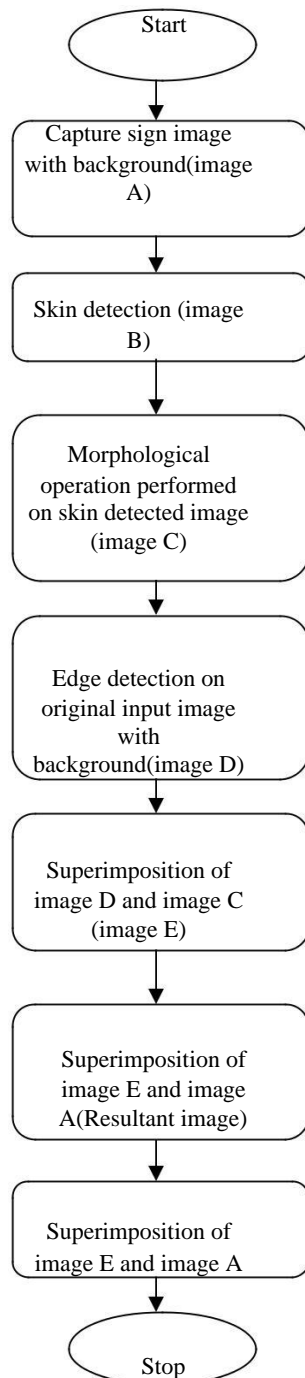 Start
Capture sign image
with background(image
A)
Skin detection (image
B)
Morphological
operation performed
on skin detected image
(image C)
Edge detection on
original input image
with
background(image D)
Superimposition of
image D and image C
(image E)
Superimposition of
image E and image
A(Resultant image)
Superimposition of
image E and image A
Stop